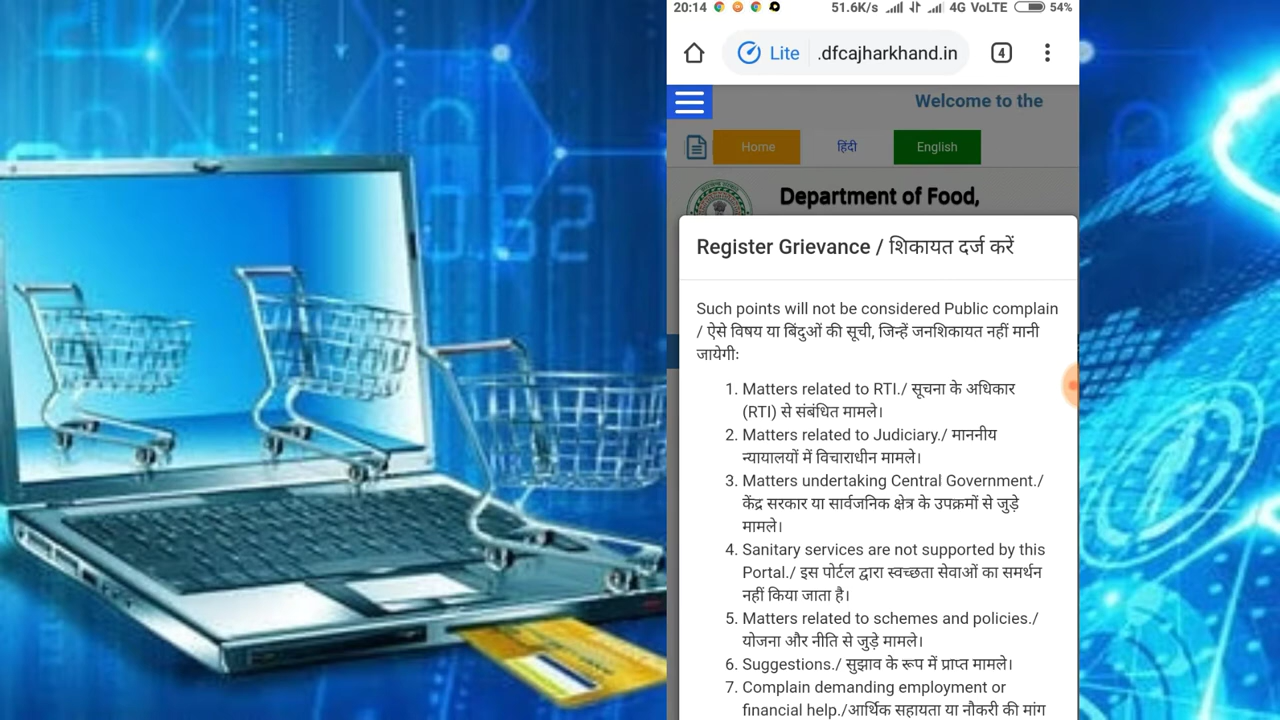 20:14 51.6K/s 4G VoLTE 54%
Lite .dfcajharkhand.in 4
Welcome to the
Home हिंदी English
Department of Food,
Register Grievance / शिकायत दर्ज करें
Such points will not be considered Public complain
/ ऐसे विषय या बिंदुओं की सूची, जिन्हें जनशिकायत नहीं मानी
जायेगीः
1. Matters related to RTI./ सूचना के अधिकार
(RTI) से संबंधित मामले।
2. Matters related to Judiciary./ माननीय
न्यायालयों में विचाराधीन मामले।
3. Matters undertaking Central Government./
केंद्र सरकार या सार्वजनिक क्षेत्र के उपक्रमों से जुड़े
मामले।
4. Sanitary services are not supported by this
Portal./ इस पोर्टल द्वारा स्वच्छता सेवाओं का समर्थन
नहीं किया जाता है।
5. Matters related to schemes and policies./
योजना और नीति से जुड़े मामले।
6. Suggestions./ सुझाव के रूप में प्राप्त मामले।
7. Complain demanding employment or
financial help./आर्थिक सहायता या नौकरी की मांग
0.62